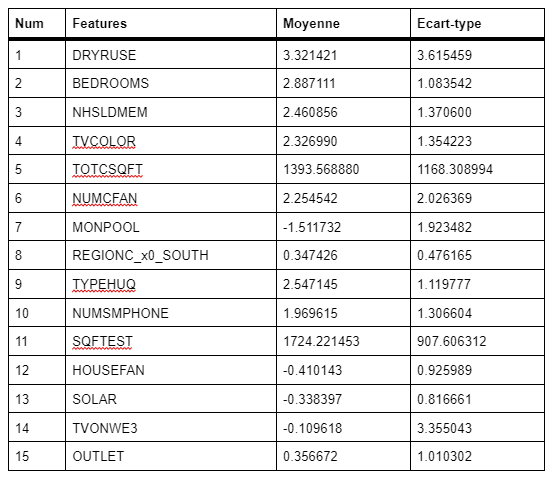 Num Features Moyenne Ecart-type
1 DRYRUSE 3.321421 3.615459
2 BEDROOMS 2.887111 1.083542
3 NHSLDMEM 2.460856 1.370600
4 TVCOLOR 2.326990 1.354223
5 TOTCSQFT 1393.568880 1168.308994
6 NUMCFAN 2.254542 2.026369
7 MONPOOL -1.511732 1.923482
8 REGIONC_x0_SOUTH 0.347426 0.476165
9 TYPEHUQ 2.547145 1.119777
10 NUMSMPHONE 1.969615 1.306604
11 SQFTEST 1724.221453 907.606312
12 HOUSEFAN -0.410143 0.925989
13 SOLAR -0.338397 0.816661
14 TVONWE3 -0.109618 3.355043
15 OUTLET 0.356672 1.010302